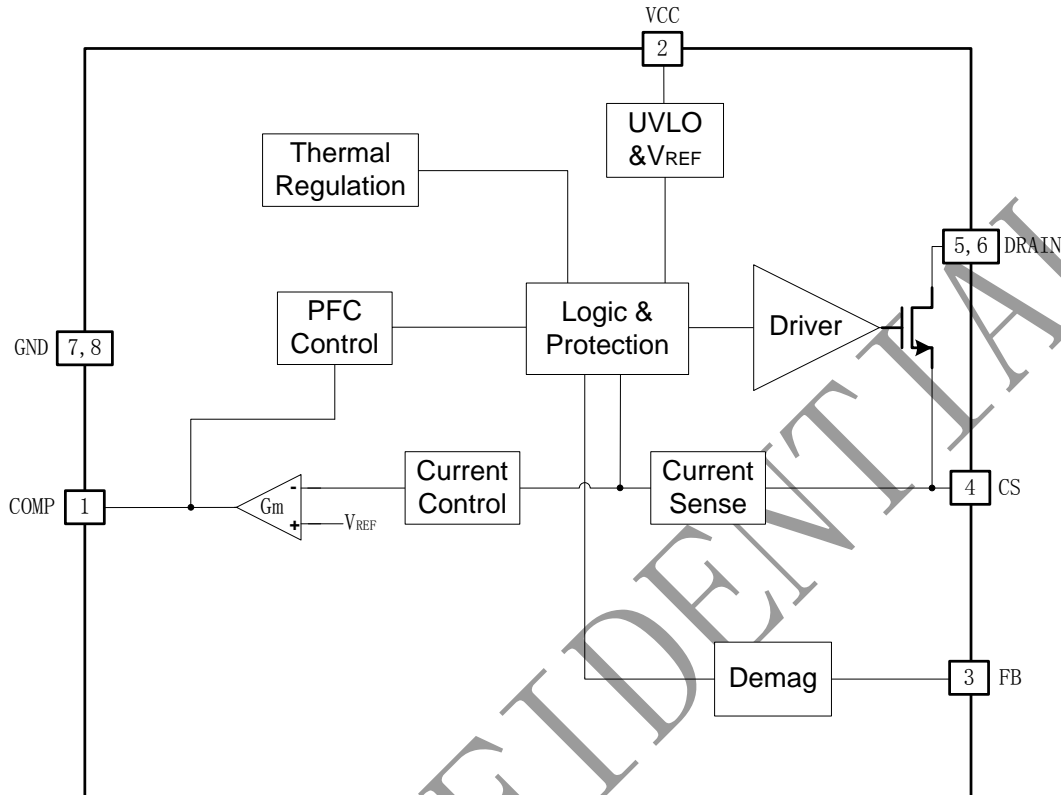 VCC
2
UVLO
&VREF
Thermal
Regulation
5,6 DRAIN
PFC
Control
Logic &
Protection
Driver
GND 7,8
COMP 1
Gm
-
+
VREF
Current
Control
Current
Sense
4 CS
Demag
3 FB
FIDENTIAL